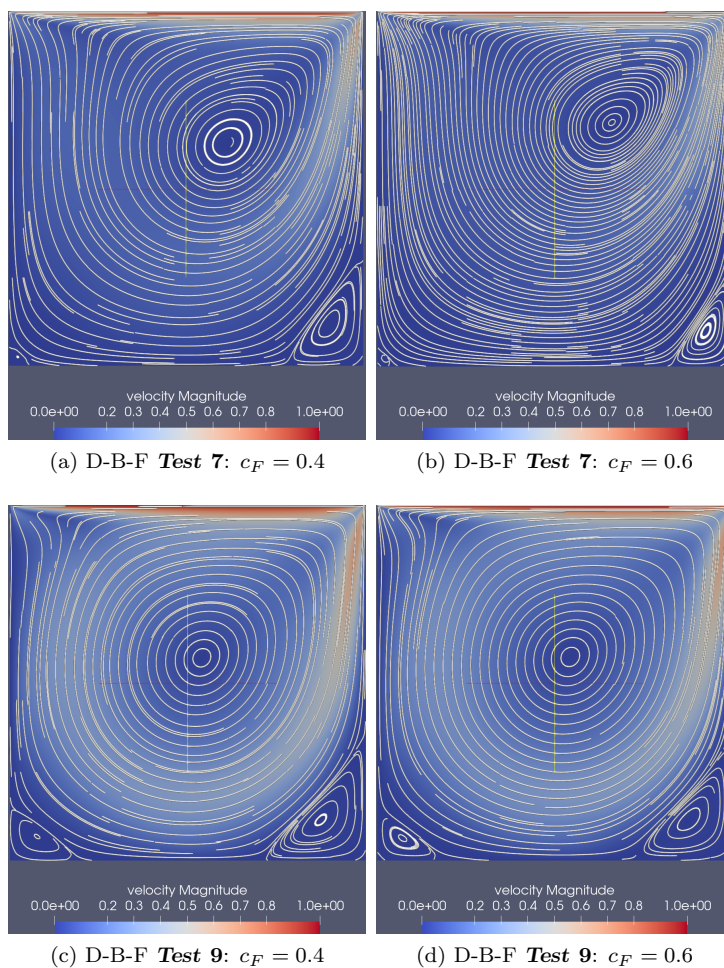 velocity Magnitude velocity Magnitude
0.0e+00 0.2 0.3 0.4 0.5 0.6 0.7 0.8 1.0e+00 0.0e+00 0.2 0.3 0.4 0.5 0.6 0.7 0.8 1.0e+00
(a) D-B-F Test 7: c_F = 0.4 (b) D-B-F Test 7: c_F = 0.6
velocity Magnitude velocity Magnitude
0.0e+00 0.2 0.3 0.4 0.5 0.6 0.7 0.8 1.0e+00 0.0e+00 0.2 0.3 0.4 0.5 0.6 0.7 0.8 1.0e+00
(c) D-B-F Test 9: c_F = 0.4 (d) D-B-F Test 9: c_F = 0.6